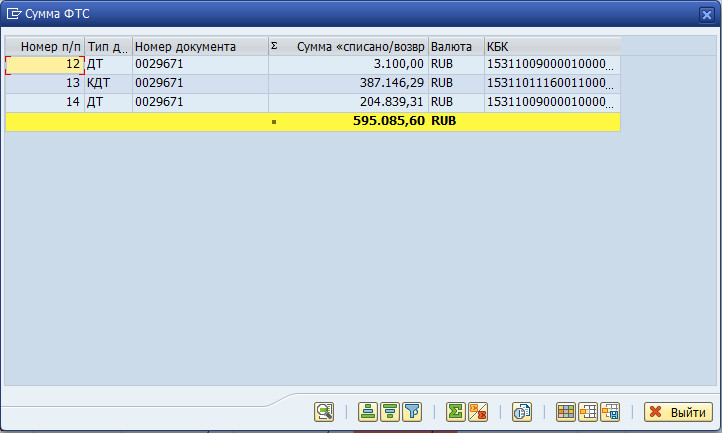 Сумма ФТС
Номер п/п Тип д.. Номер документа Σ Сумма «списано/возвр Валюта КБК
12 ДТ 0029671 3.100,00 RUB 15311009000010000...
13 КДТ 0029671 387.146,29 RUB 15311011160011000...
14 ДТ 0029671 204.839,31 RUB 15311009000010000...
595.085,60 RUB
Выйти